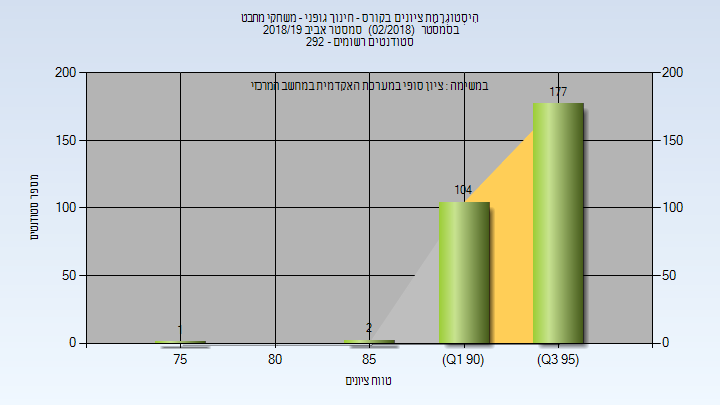 היסטוגרמת ציונים בקורס - חינוך גופני - משחקי מחבט
בסמסטר (02/2018) סמסטר אביב 2018/19
סטודנטים רשומים - 292
במשימה : ציון סופי במערכת האקדמית במחשב המרכזי
200
150
100
50
0
200
150
100
50
0
מספר סטודנטים
1
2
104
177
75
80
85
(Q1 90)
(Q3 95)
טווח ציונים